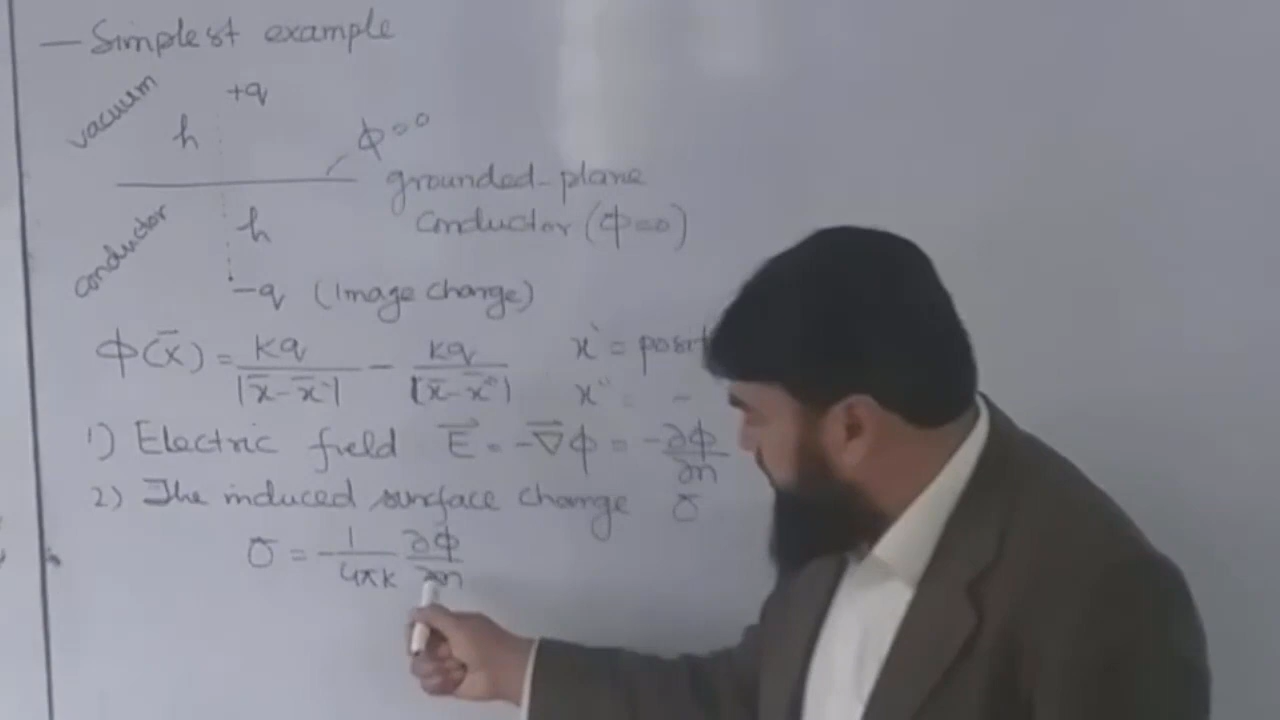 — Simplest example
vacuum
+q
h
Φ=0
grounded-plane
conductor (Φ=0)
conductor
h
-q (Image Charge)
Φ(x̄) = Kq/|x̄-x̄'| - Kq/|x̄-x̄''| x' = posit
x'' = -
1) Electric field E⃗ = -∇⃗Φ = -∂Φ/∂n
2) The induced surface charge σ
σ = -1/4πk ∂Φ/∂n